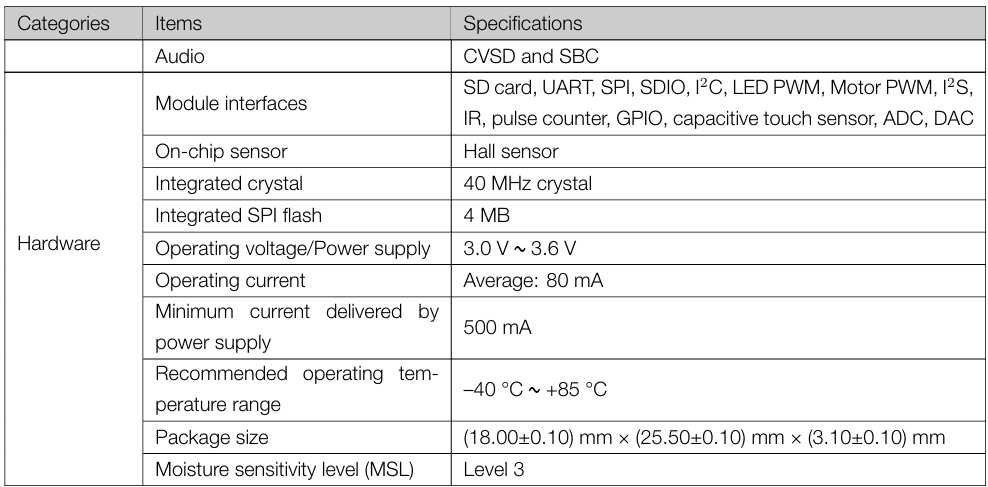 Categories Items Specifications
Audio CVSD and SBC
Module interfaces SD card, UART, SPI, SDIO, I²C, LED PWM, Motor PWM, I²S,
IR, pulse counter, GPIO, capacitive touch sensor, ADC, DAC
On-chip sensor Hall sensor
Integrated crystal 40 MHz crystal
Integrated SPI flash 4 MB
Hardware
Operating voltage/Power supply 3.0 V ~ 3.6 V
Operating current Average: 80 mA
Minimum current delivered by
power supply
500 mA
Recommended operating tem-
perature range
–40 °C ~ +85 °C
Package size (18.00±0.10) mm × (25.50±0.10) mm × (3.10±0.10) mm
Moisture sensitivity level (MSL) Level 3